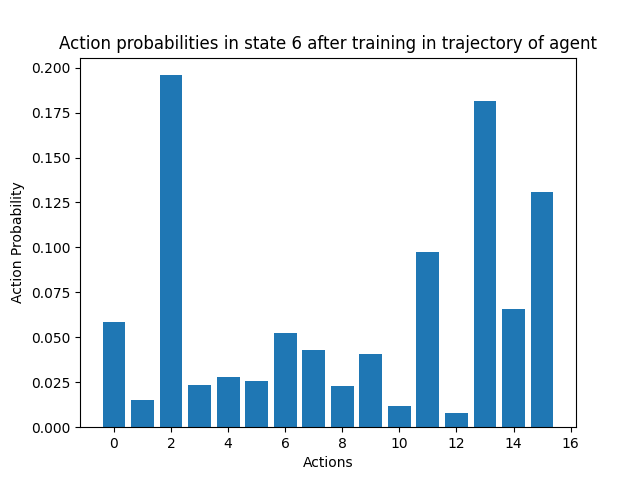 Action probabilities in state 6 after training in trajectory of agent
0.200
0.175
0.150
0.125
0.100
0.075
0.050
0.025
0.000
Action Probability
0 2 4 6 8 10 12 14 16
Actions